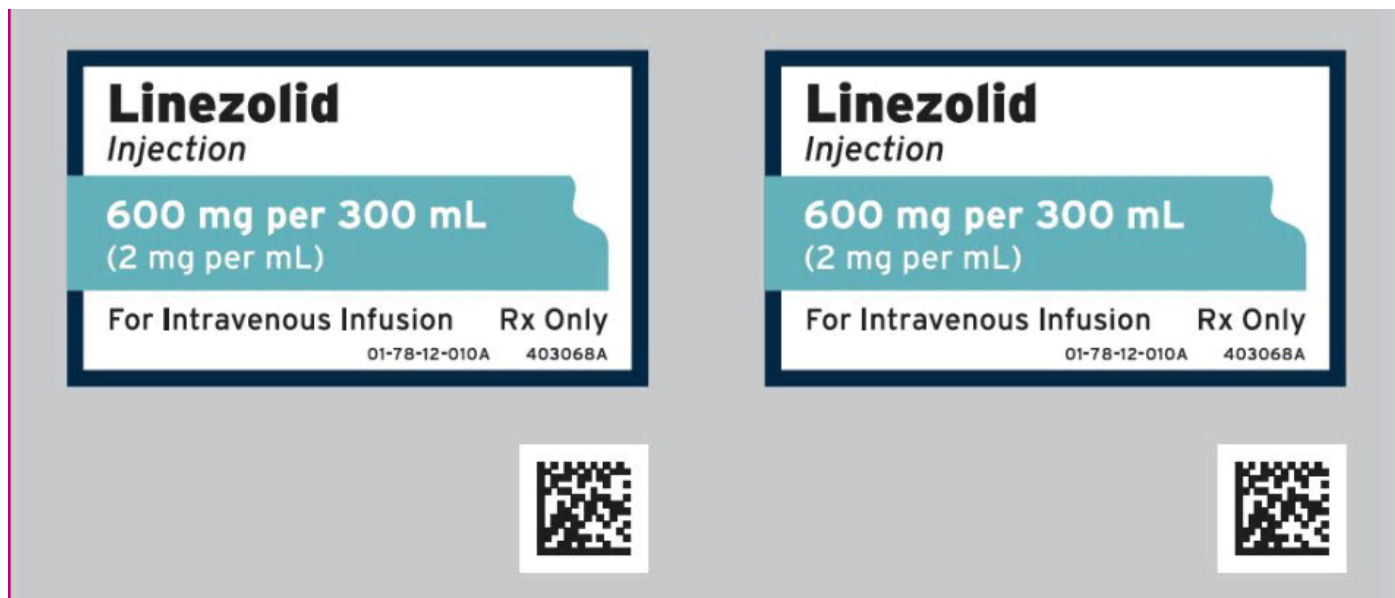 Linezolid
Injection
600 mg per 300 mL
(2 mg per mL)
For Intravenous Infusion Rx Only
01-78-12-010A 403068A
Linezolid
Injection
600 mg per 300 mL
(2 mg per mL)
For Intravenous Infusion Rx Only
01-78-12-010A 403068A